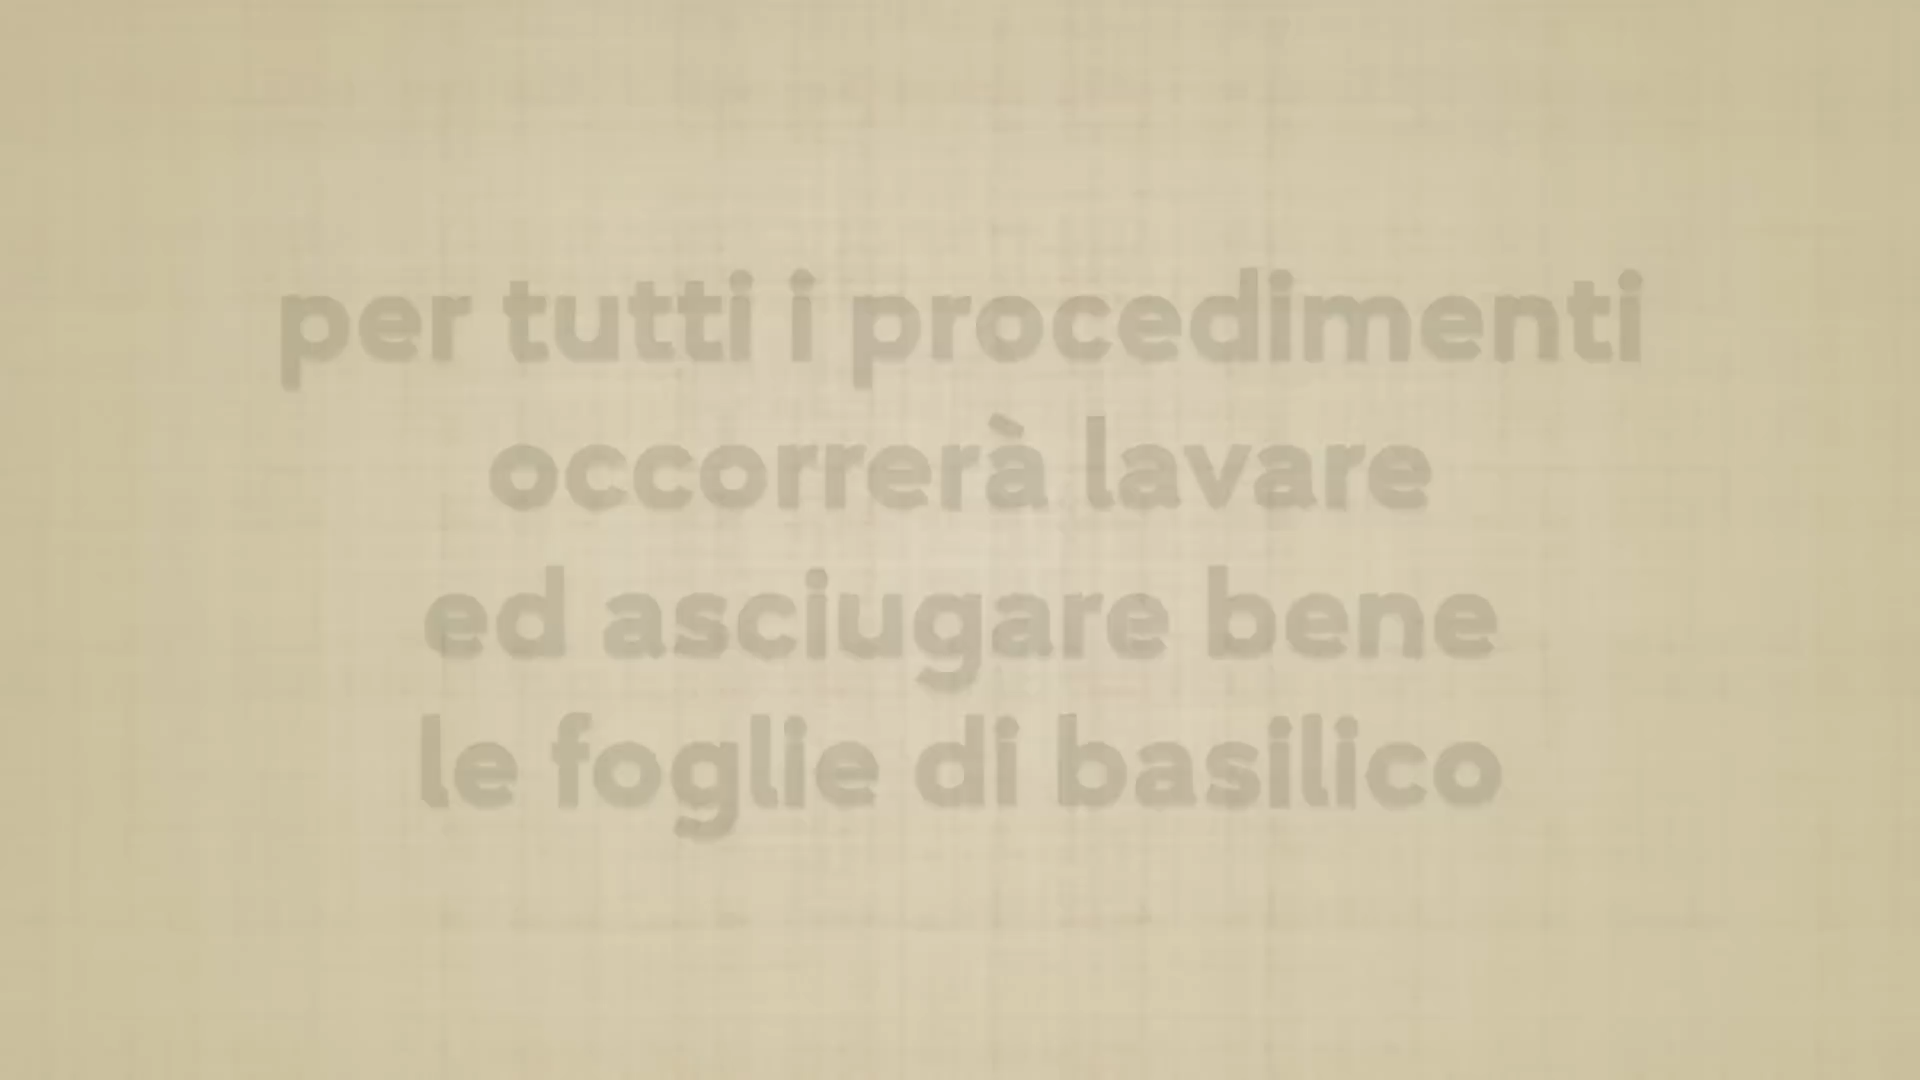 per tutti i procedimenti
occorrerà lavare
ed asciugare bene
le foglie di basilico